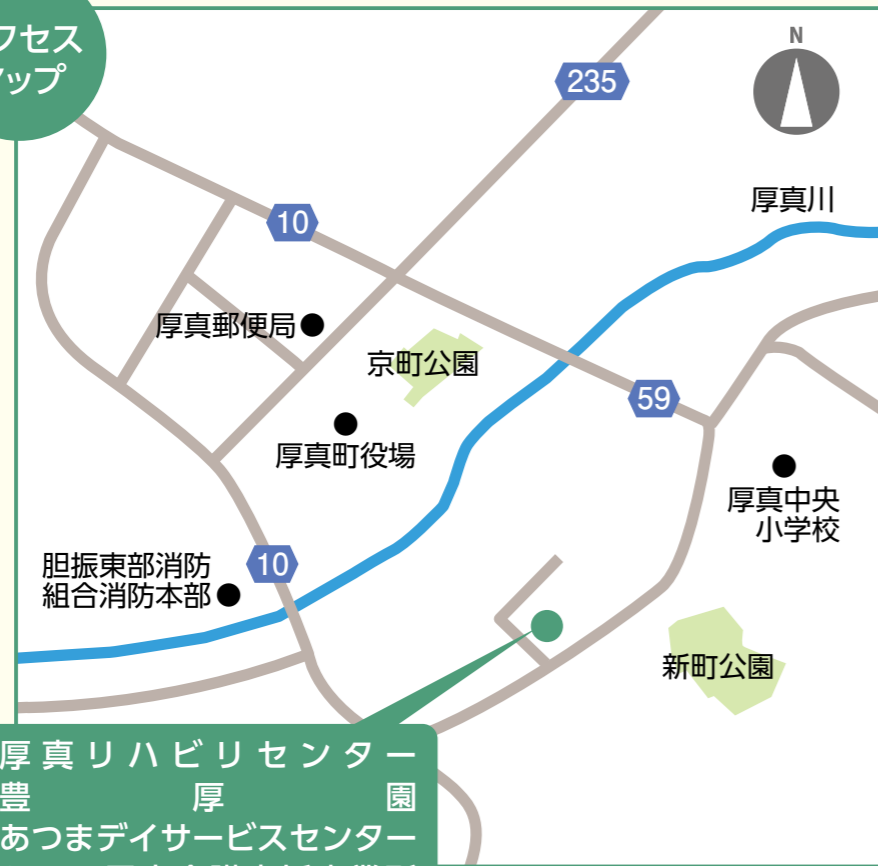 クセス
マップ
N
235
厚真川
10
厚真郵便局
京町公園
59
厚真町役場
厚真中央
小学校
胆振東部消防
組合消防本部
10
新町公園
厚真リハビリセンター
豊厚園
あつまデイサービスセンター